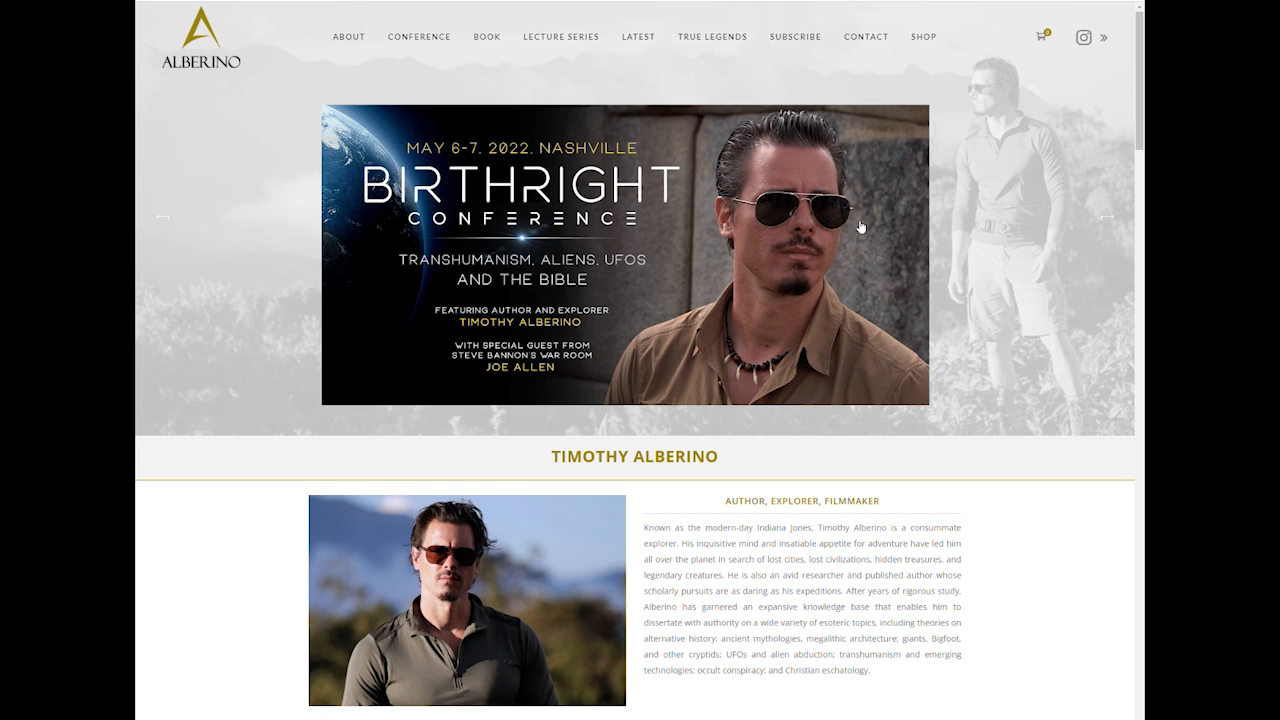 ALBERINO
ABOUT CONFERENCE BOOK LECTURE SERIES LATEST TRUE LEGENDS SUBSCRIBE CONTACT SHOP
0
MAY 6-7, 2022, NASHVILLE
BIRTHRIGHT
CONFERENCE
TRANSHUMANISM, ALIENS, UFOS
AND THE BIBLE
FEATURING AUTHOR AND EXPLORER
TIMOTHY ALBERINO
WITH SPECIAL GUEST FROM
STEVE BANNON'S WAR ROOM
JOE ALLEN
TIMOTHY ALBERINO
AUTHOR, EXPLORER, FILMMAKER
Known as the modern-day Indiana Jones, Timothy Alberino is a consummate
explorer. His inquisitive mind and insatiable appetite for adventure have led him
all over the planet in search of lost cities, lost civilizations, hidden treasures, and
legendary creatures. He is also an avid researcher and published author whose
scholarly pursuits are as daring as his expeditions. After years of rigorous study,
Alberino has garnered an expansive knowledge base that enables him to
dissertate with authority on a wide variety of esoteric topics, including theories on
alternative history; ancient mythologies, megalithic architecture; giants, Bigfoot,
and other cryptids; UFOs and alien abduction; transhumanism and emerging
technologies; occult conspiracy; and Christian eschatology.